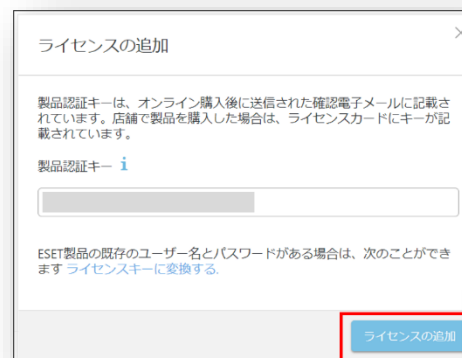 ライセンスの追加
製品認証キーは、オンライン購入後に送信された確認電子メールに記載さ
れています。店舗で製品を購入した場合は、ライセンスカードにキーが記
載されています。
製品認証キー i
ESET製品の既存のユーザー名とパスワードがある場合は、次のことができ
ます ライセンスキーに変換する.
ライセンスの追加